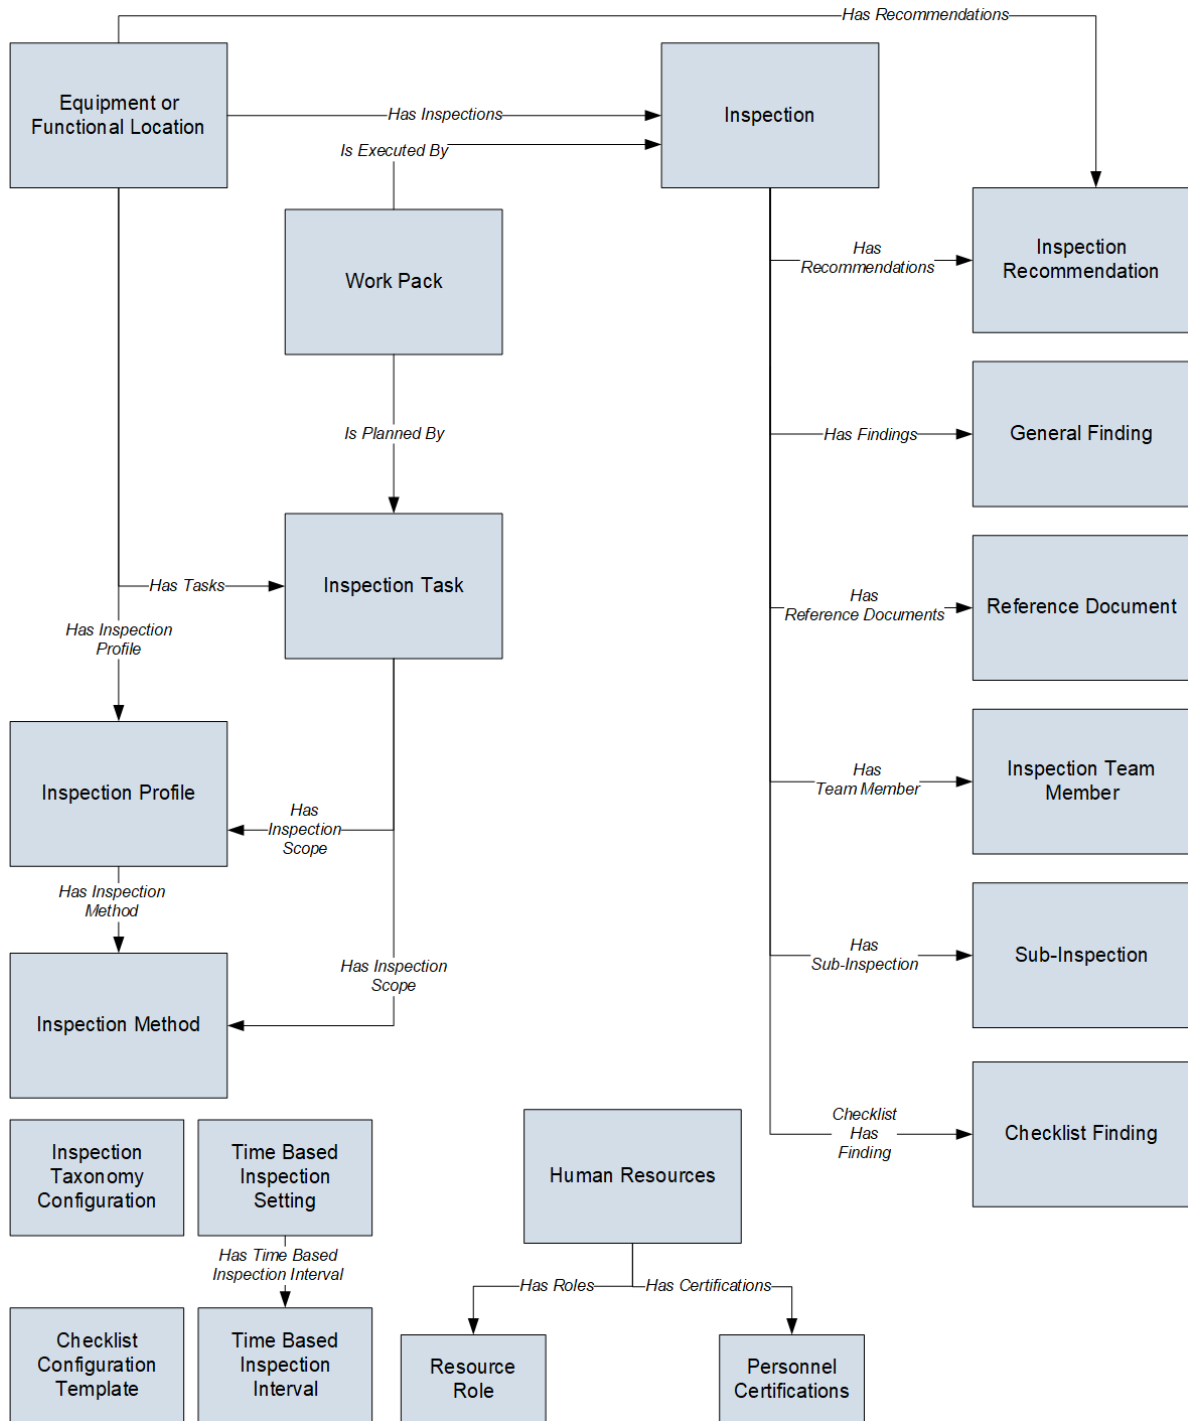 Has Recommendations
Equipment or
Functional Location
Has Inspections
Inspection
Is Executed By
Work Pack
Has
Recommendations
Inspection
Recommendation
Is Planned By
Has Findings
General Finding
Has Tasks
Inspection Task
Has
Reference Documents
Reference Document
Has Inspection
Profile
Inspection Profile
Has
Inspection
Scope
Has
Team Member
Inspection Team
Member
Has Inspection
Method
Has Inspection
Scope
Has
Sub-Inspection
Sub-Inspection
Inspection Method
Checklist
Has
Finding
Checklist Finding
Inspection
Taxonomy
Configuration
Time Based
Inspection
Setting
Human Resources
Has Time Based
Inspection Interval
Has Roles
Has Certifications
Checklist
Configuration
Template
Time Based
Inspection
Interval
Resource
Role
Personnel
Certifications